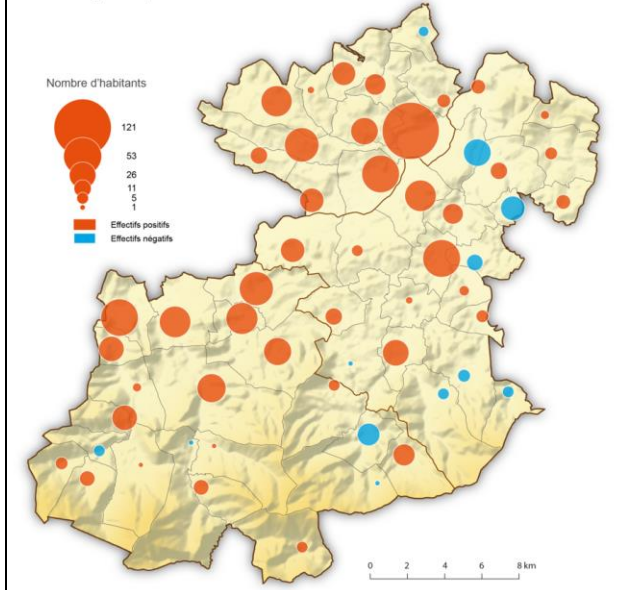 Nombre d'habitants
121
53
26
11
5
1
Effectifs positifs
Effectifs négatifs
0 2 4 6 8 km